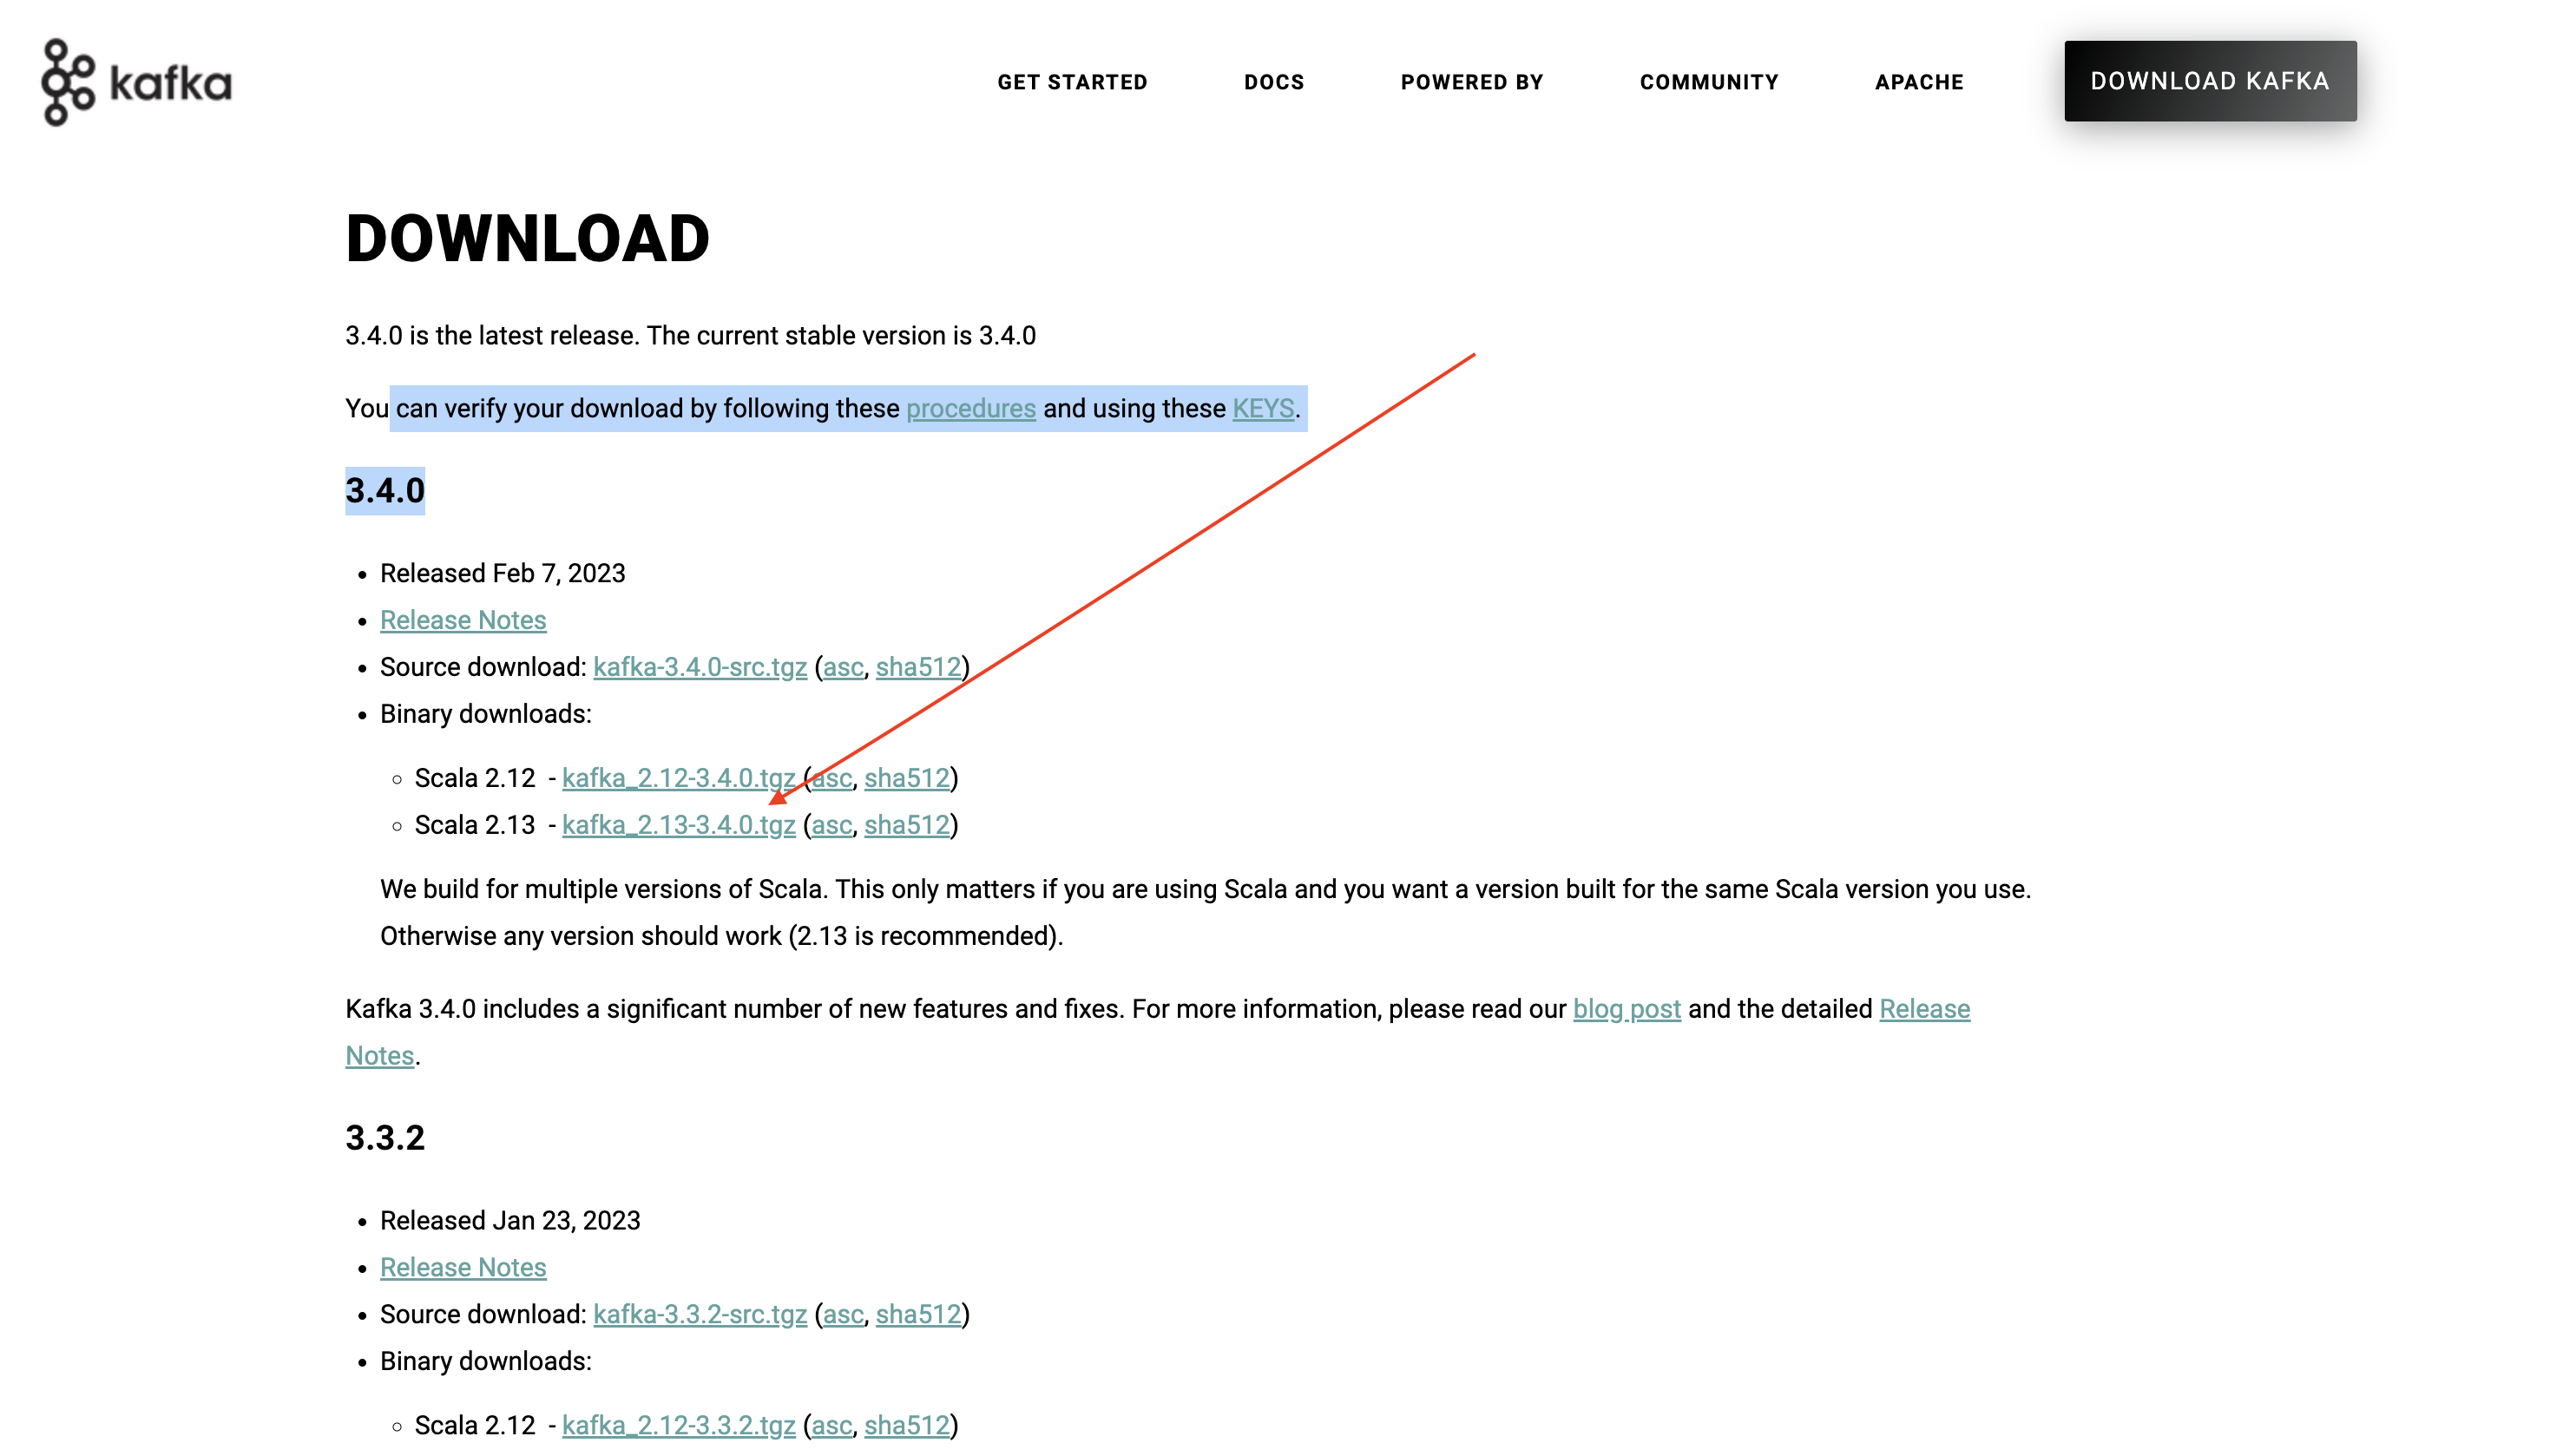 kafka
GET STARTED
DOCS
POWERED BY
COMMUNITY
APACHE
DOWNLOAD KAFKA
DOWNLOAD
3.4.0 is the latest release. The current stable version is 3.4.0
You can verify your download by following these procedures and using these KEYS.
3.4.0
• Released Feb 7, 2023
• Release Notes
• Source download: kafka-3.4.0-src.tgz (asc, sha512)
• Binary downloads:
◦ Scala 2.12 - kafka_2.12-3.4.0.tgz (asc, sha512)
◦ Scala 2.13 - kafka_2.13-3.4.0.tgz (asc, sha512)
We build for multiple versions of Scala. This only matters if you are using Scala and you want a version built for the same Scala version you use.
Otherwise any version should work (2.13 is recommended).
Kafka 3.4.0 includes a significant number of new features and fixes. For more information, please read our blog post and the detailed Release
Notes.
3.3.2
• Released Jan 23, 2023
• Release Notes
• Source download: kafka-3.3.2-src.tgz (asc, sha512)
• Binary downloads:
◦ Scala 2.12 - kafka_2.12-3.3.2.tgz (asc, sha512)